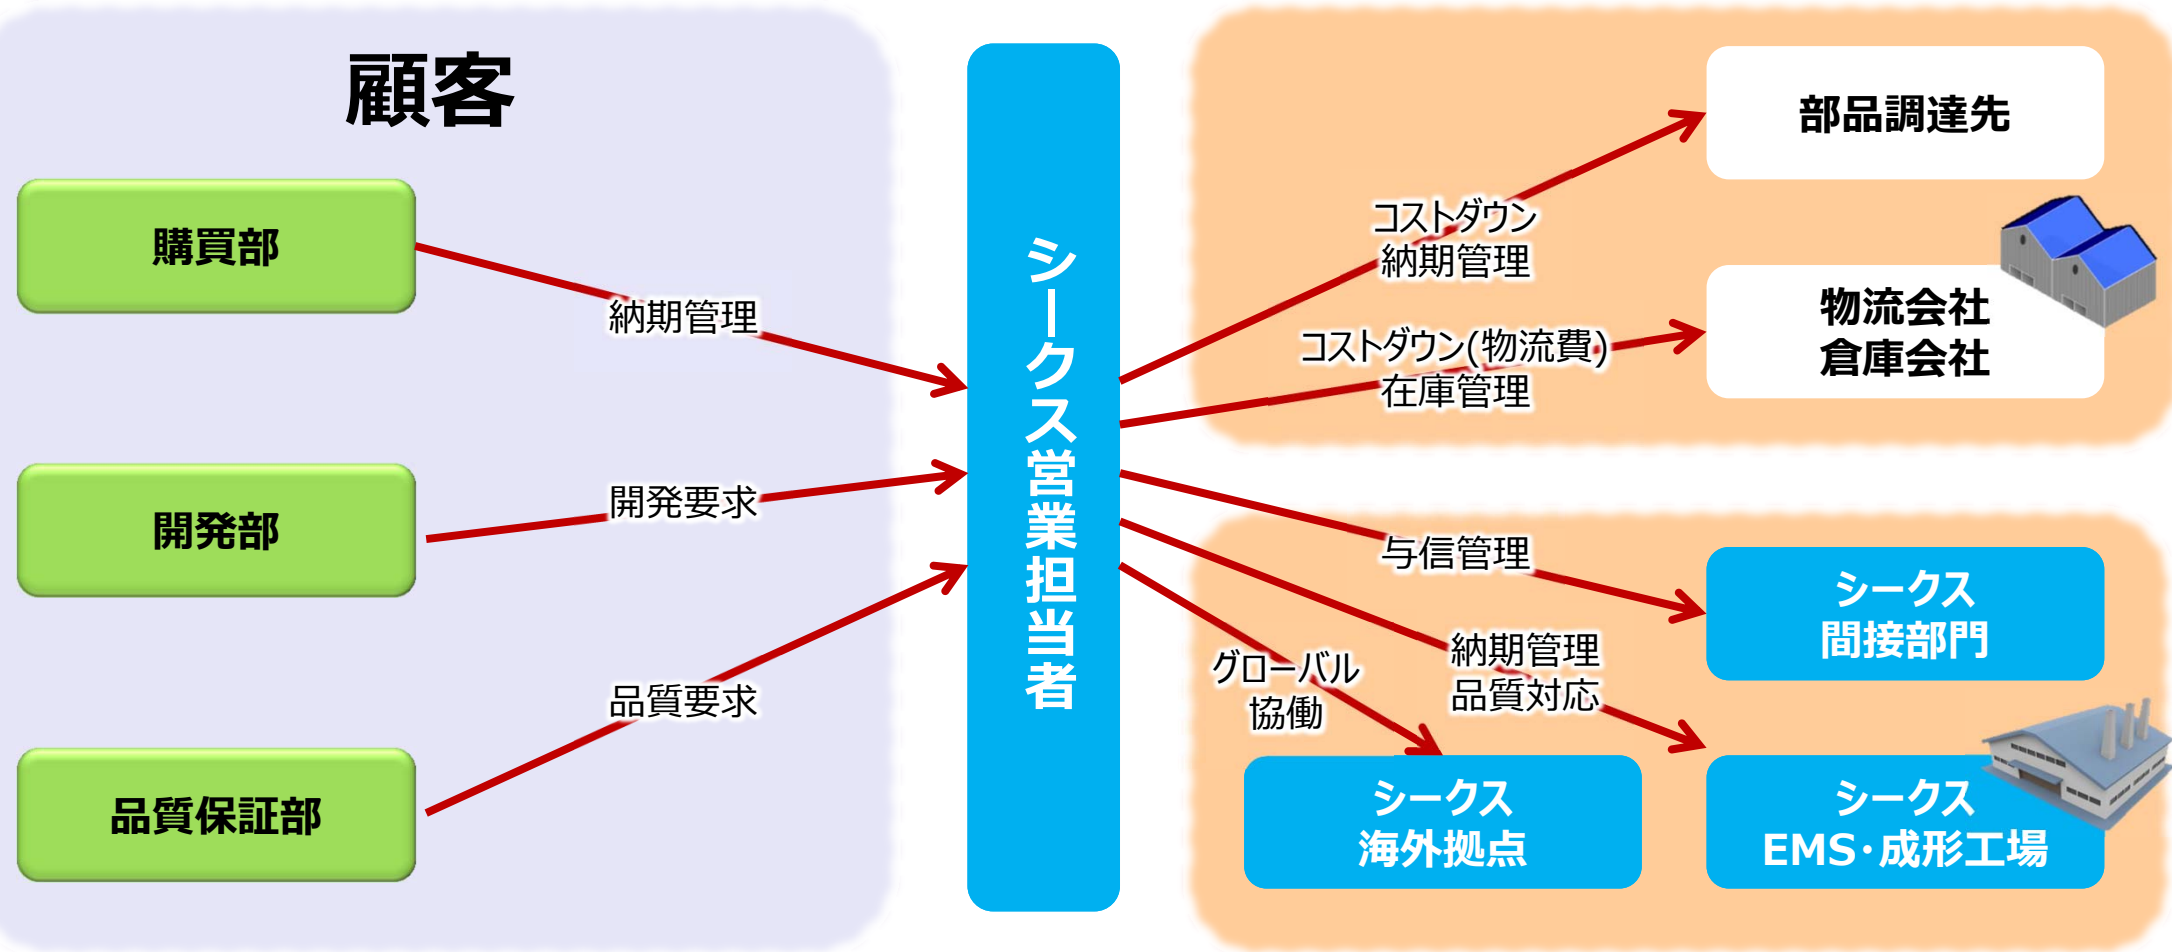 顧客
購買部
納期管理
開発部
開発要求
品質保証部
品質要求
シークス営業担当者
部品調達先
コストダウン
納期管理
物流会社
倉庫会社
コストダウン(物流費)
在庫管理
与信管理
シークス
間接部門
納期管理
品質対応
グローバル
協働
シークス
海外拠点
シークス
EMS・成形工場